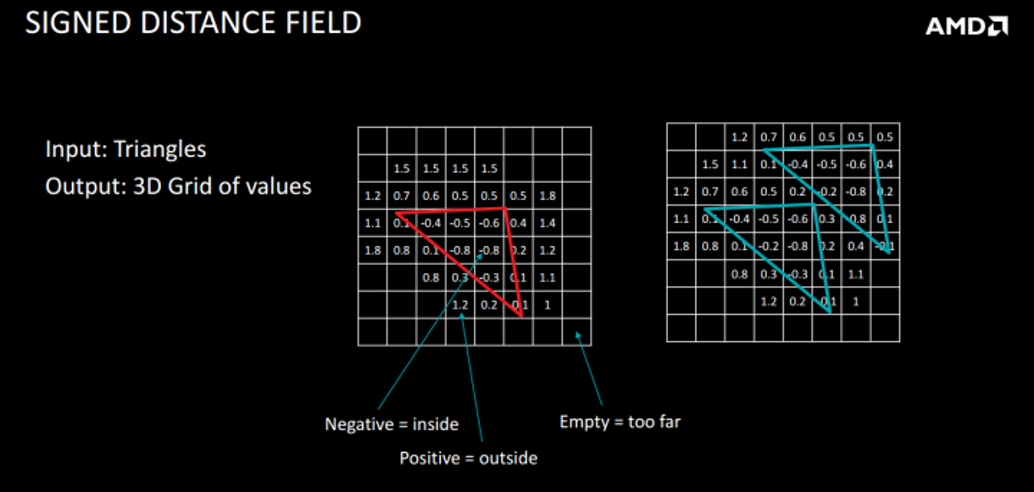 SIGNED DISTANCE FIELD
AMD
Input: Triangles
Output: 3D Grid of values
1.5 1.5 1.5 1.5
1.2 0.7 0.6 0.5 0.5 0.5 1.8
1.1 0.1 -0.4 -0.5 -0.6 0.4 1.4
1.8 0.8 0.1 -0.8 -0.8 0.2 1.2
0.8 0.3 -0.3 0.1 1.1
1.2 0.2 0.1 1
1.2 0.7 0.6 0.5 0.5 0.5
1.5 1.1 0.1 -0.4 -0.5 -0.6 0.4
1.2 0.7 0.6 0.5 0.2 -0.2 -0.8 0.2
1.1 0.1 -0.4 -0.5 -0.6 0.3 -0.8 0.1
1.8 0.8 0.1 -0.2 -0.8 0.2 0.4
0.8 0.3 -0.3 0.1 1.1
1.2 0.2 0.1 1
Negative = inside
Positive = outside
Empty = too far